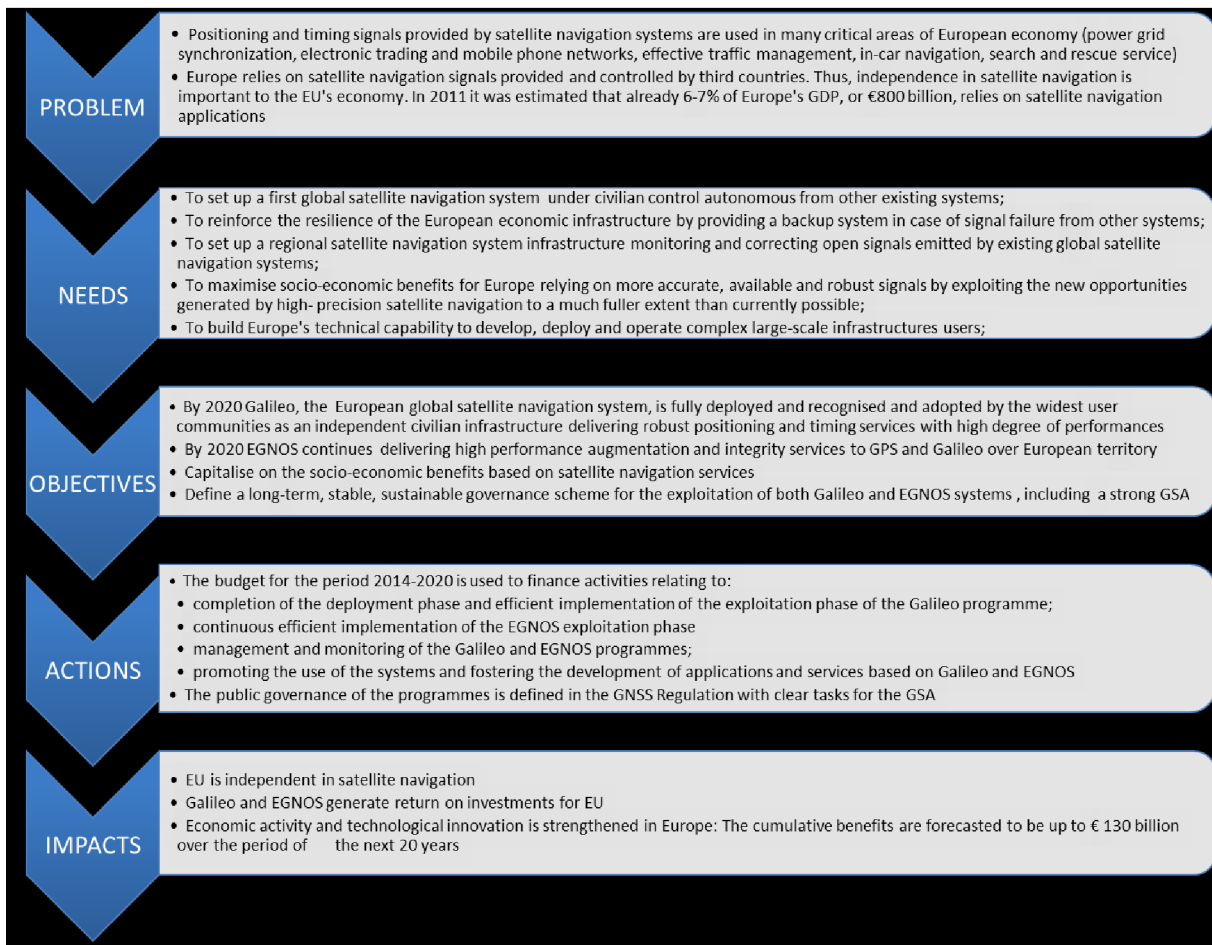 PROBLEM
• Positioning and timing signals provided by satellite navigation systems are used in many critical areas of European economy (power grid
synchronization, electronic trading and mobile phone networks, effective traffic management, in-car navigation, search and rescue service)
• Europe relies on satellite navigation signals provided and controlled by third countries. Thus, independence in satellite navigation is
important to the EU's economy. In 2011 it was estimated that already 6-7% of Europe's GDP, or €800 billion, relies on satellite navigation
applications
NEEDS
• To set up a first global satellite navigation system under civilian control autonomous from other existing systems;
• To reinforce the resilience of the European economic infrastructure by providing a backup system in case of signal failure from other systems;
• To set up a regional satellite navigation system infrastructure monitoring and correcting open signals emitted by existing global satellite
navigation systems;
• To maximise socio-economic benefits for Europe relying on more accurate, available and robust signals by exploiting the new opportunities
generated by high- precision satellite navigation to a much fuller extent than currently possible;
• To build Europe's technical capability to develop, deploy and operate complex large-scale infrastructures users;
OBJECTIVES
• By 2020 Galileo, the European global satellite navigation system, is fully deployed and recognised and adopted by the widest user
communities as an independent civilian infrastructure delivering robust positioning and timing services with high degree of performances
• By 2020 EGNOS continues delivering high performance augmentation and integrity services to GPS and Galileo over European territory
• Capitalise on the socio-economic benefits based on satellite navigation services
• Define a long-term, stable, sustainable governance scheme for the exploitation of both Galileo and EGNOS systems , including a strong GSA
ACTIONS
• The budget for the period 2014-2020 is used to finance activities relating to:
• completion of the deployment phase and efficient implementation of the exploitation phase of the Galileo programme;
• continuous efficient implementation of the EGNOS exploitation phase
• management and monitoring of the Galileo and EGNOS programmes;
• promoting the use of the systems and fostering the development of applications and services based on Galileo and EGNOS
• The public governance of the programmes is defined in the GNSS Regulation with clear tasks for the GSA
IMPACTS
• EU is independent in satellite navigation
• Galileo and EGNOS generate return on investments for EU
• Economic activity and technological innovation is strengthened in Europe: The cumulative benefits are forecasted to be up to € 130 billion
over the period of the next 20 years